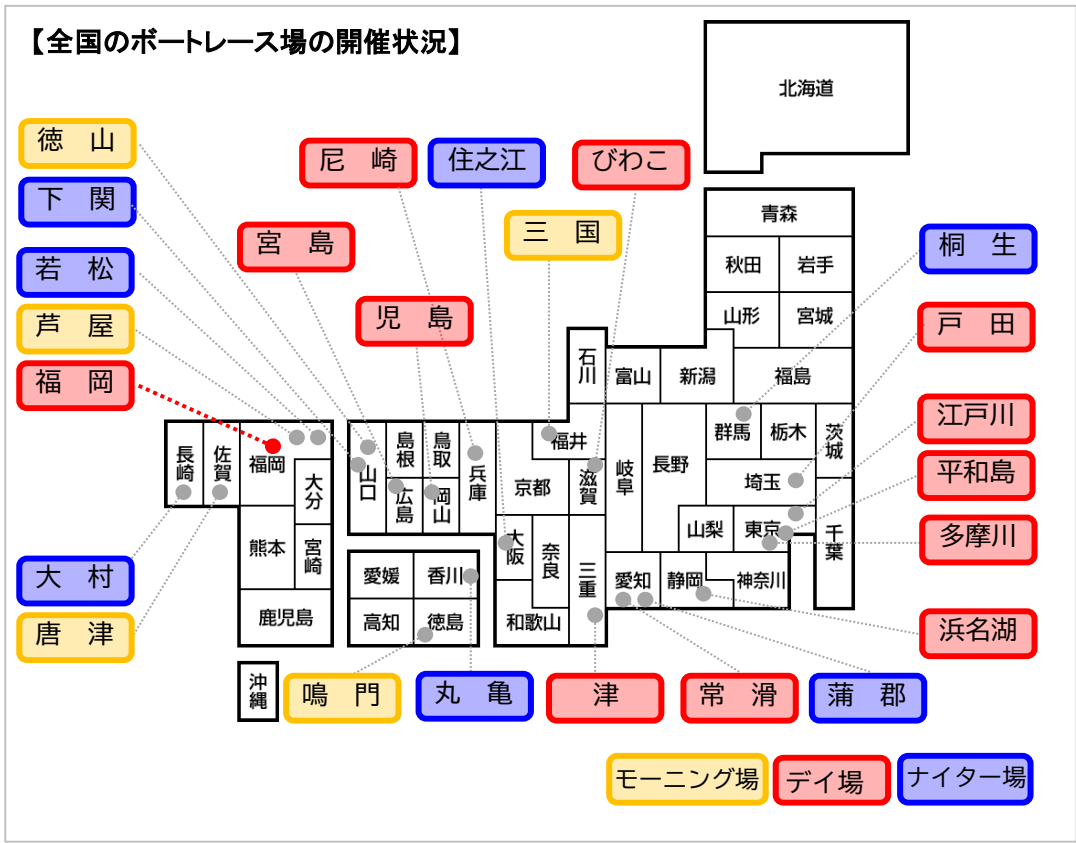 【全国のボートレース場の開催状況】
北海道
徳　山
尼　崎
住之江
びわこ
下　関
青森
三　国
宮　島
桐　生
若　松
秋田
岩手
児　島
芦　屋
山形
宮城
戸　田
石川
福　岡
富山
新潟
福島
江戸川
長崎
佐賀
福岡
大分
熊本
宮崎
鹿児島
沖縄
山口
島根
鳥取
広島
岡山
兵庫
京都
福井
滋賀
大阪
奈良
和歌山
三重
岐阜
長野
群馬
栃木
茨城
埼玉
山梨
東京
千葉
愛知
静岡
神奈川
愛媛
香川
高知
徳島
平和島
多摩川
大　村
唐　津
浜名湖
鳴　門
丸　亀
津
常　滑
蒲　郡
モーニング場
デイ場
ナイター場